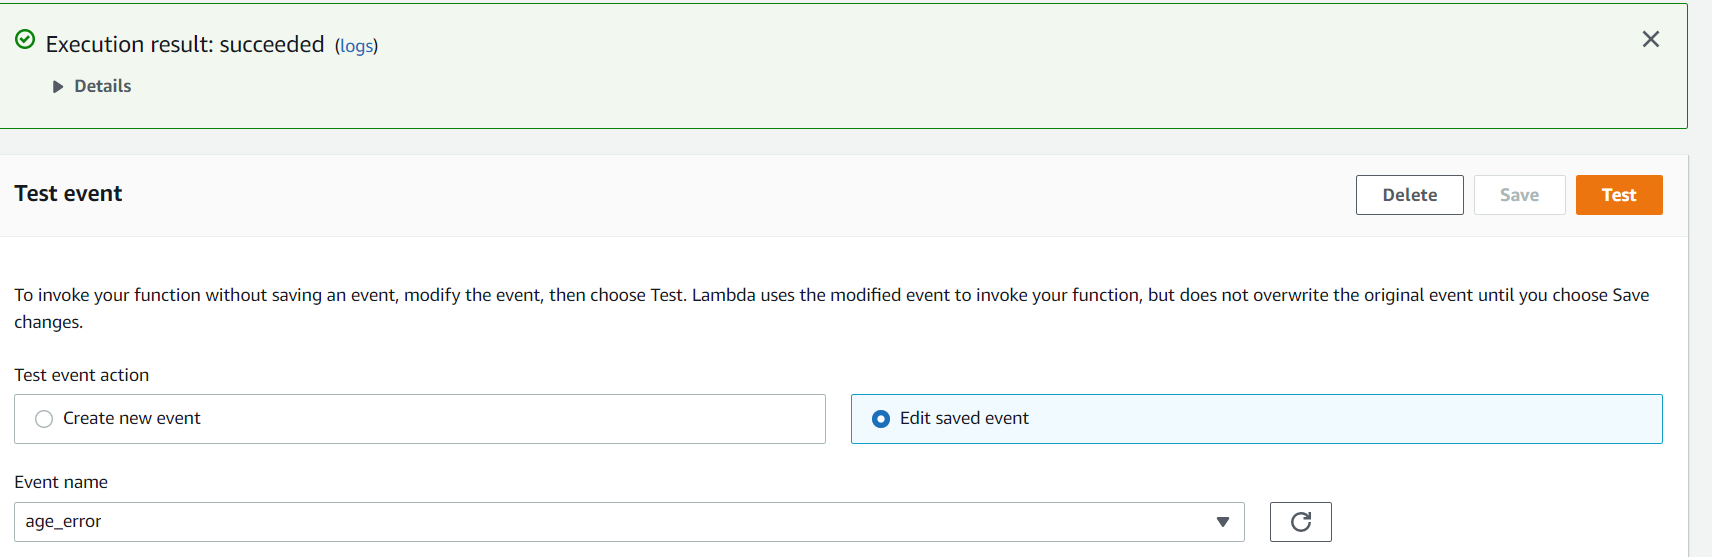 Execution result: succeeded (logs)
Details
Test event
Delete
Save
Test
To invoke your function without saving an event, modify the event, then choose Test. Lambda uses the modified event to invoke your function, but does not overwrite the original event until you choose Save
changes.
Test event action
Create new event
Edit saved event
Event name
age_error